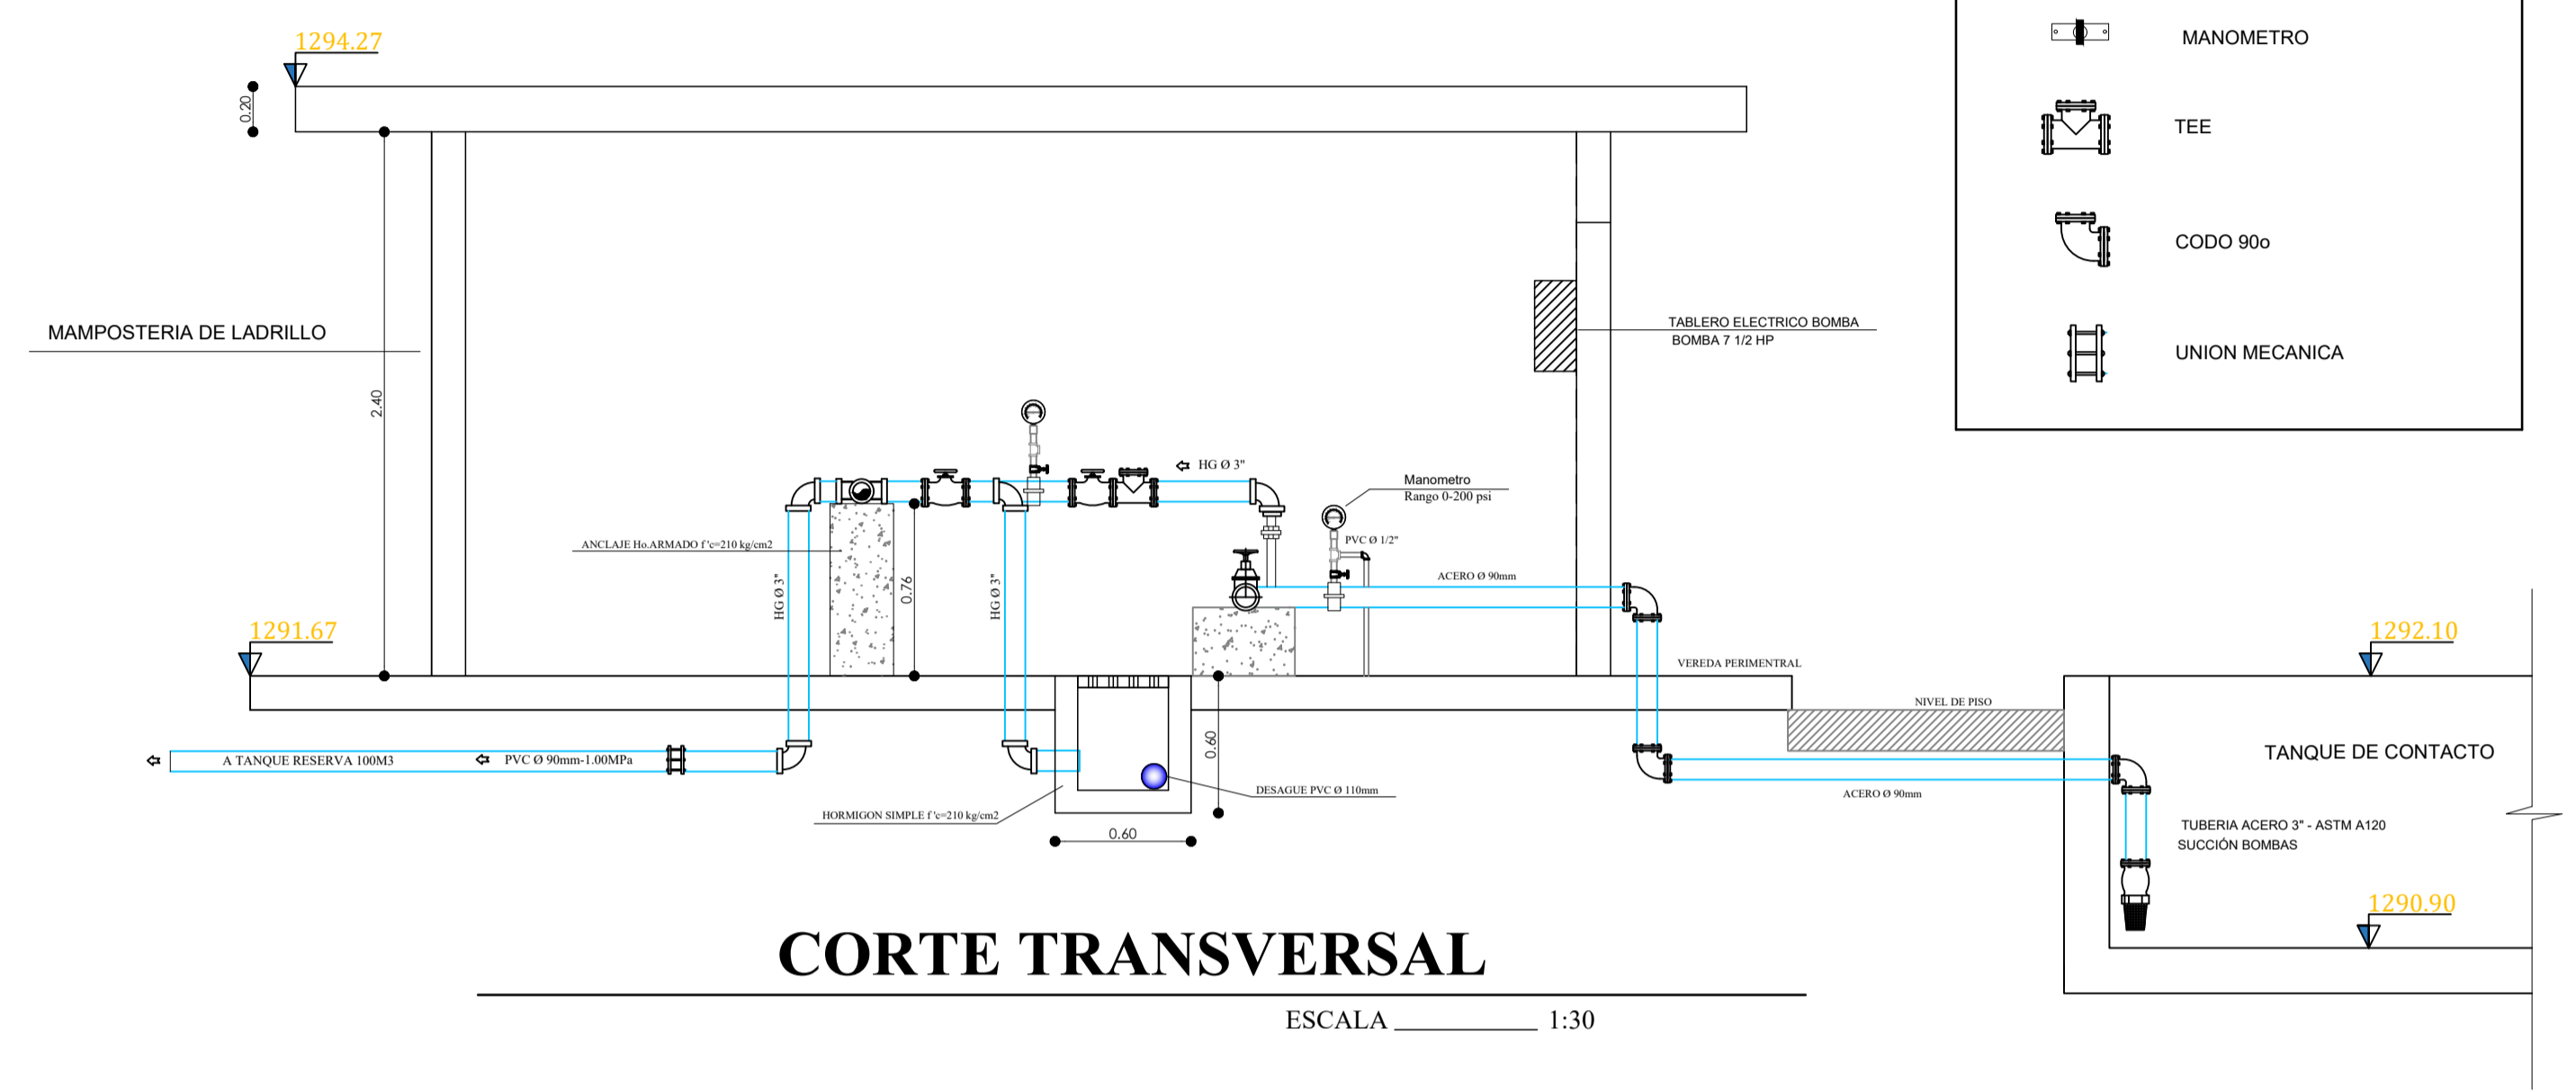 1294.27
0.20
MANOMETRO
TEE
CODO 90o
UNION MECANICA
MAMPOSTERIA DE LADRILLO
2.40
TABLERO ELECTRICO BOMBA
BOMBA 7 1/2 HP
HG Ø 3"
Manometro
Rango 0-200 psi
PVC Ø 1/2"
ANCLAJE Ho.ARMADO f'c=210 kg/cm2
HG Ø 3"
0.76
HG Ø 3"
ACERO Ø 90mm
1291.67
1292.10
VEREDA PERIMENTRAL
NIVEL DE PISO
0.60
TANQUE DE CONTACTO
A TANQUE RESERVA 100M3
PVC Ø 90mm-1.00MPa
DESAGUE PVC Ø 110mm
ACERO Ø 90mm
HORMIGON SIMPLE f'c=210 kg/cm2
0.60
TUBERIA ACERO 3" - ASTM A120
SUCCIÓN BOMBAS
1290.90
CORTE TRANSVERSAL
ESCALA __________ 1:30